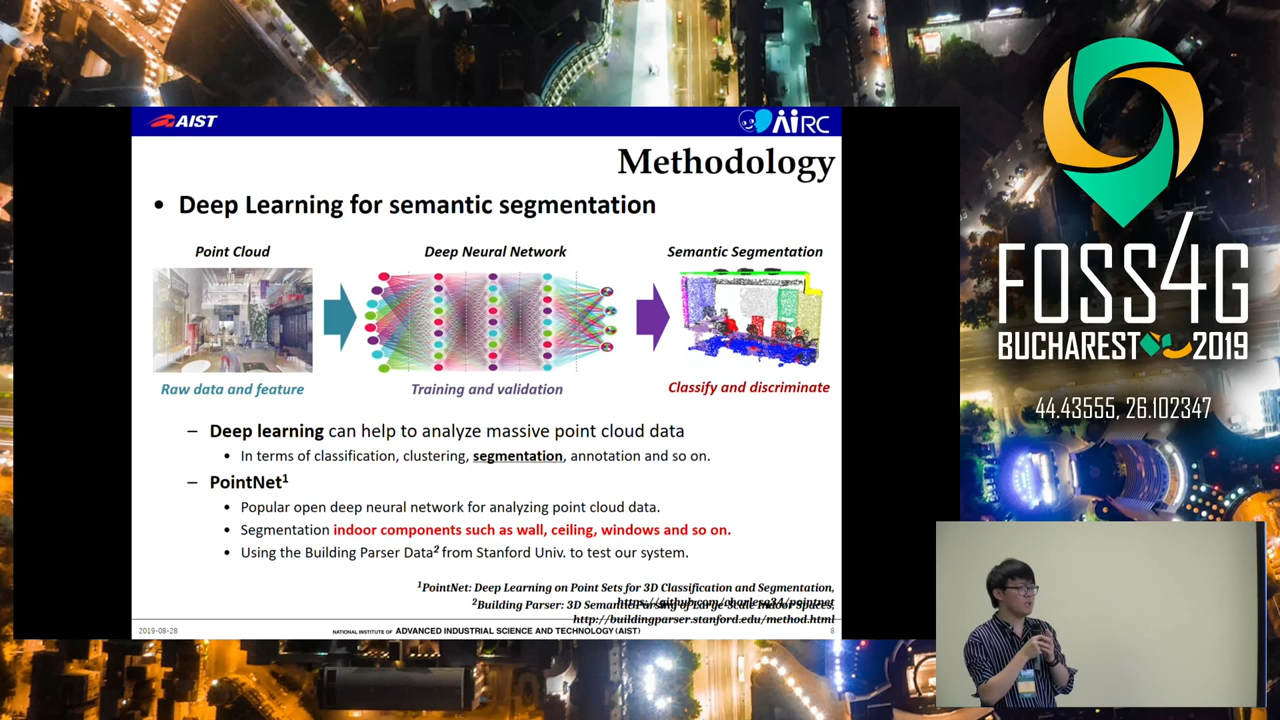 AIST
AIRC
Methodology
• Deep Learning for semantic segmentation
Point Cloud
Deep Neural Network
Semantic Segmentation
Raw data and feature
Training and validation
Classify and discriminate
– Deep learning can help to analyze massive point cloud data
• In terms of classification, clustering, segmentation, annotation and so on.
– PointNet1
• Popular open deep neural network for analyzing point cloud data.
• Segmentation indoor components such as wall, ceiling, windows and so on.
• Using the Building Parser Data2 from Stanford Univ. to test our system.
1PointNet: Deep Learning on Point Sets for 3D Classification and Segmentation,
https://github.com/charlesq34/pointnet
2Building Parser: 3D Semantic Parsing of Large-Scale Indoor Spaces,
http://buildingparser.stanford.edu/method.html
2019-08-28
NATIONAL INSTITUTE OF ADVANCED INDUSTRIAL SCIENCE AND TECHNOLOGY (AIST)
8
FOSS4G
BUCHAREST 2019
44.43555, 26.102347